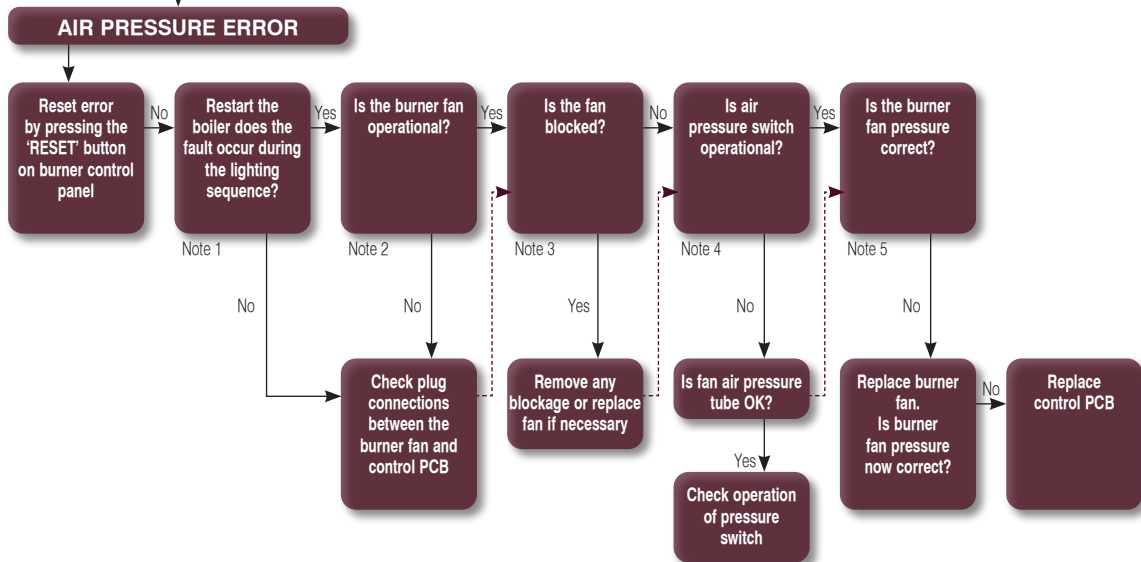 AIR PRESSURE ERROR
Reset error
by pressing the
'RESET' button
on burner control
panel
No
Restart the
boiler does the
fault occur during
the lighting
sequence?
Yes
Is the burner fan
operational?
Yes
Is the fan
blocked?
No
Is air
pressure switch
operational?
Yes
Is the burner
fan pressure
correct?
Note 1
Note 2
Note 3
Note 4
Note 5
No
No
Yes
No
No
Check plug
connections
between the
burner fan and
control PCB
Remove any
blockage or replace
fan if necessary
Is fan air pressure
tube OK?
Yes
Check operation
of pressure
switch
Replace burner
fan.
Is burner
fan pressure
now correct?
No
Replace
control PCB